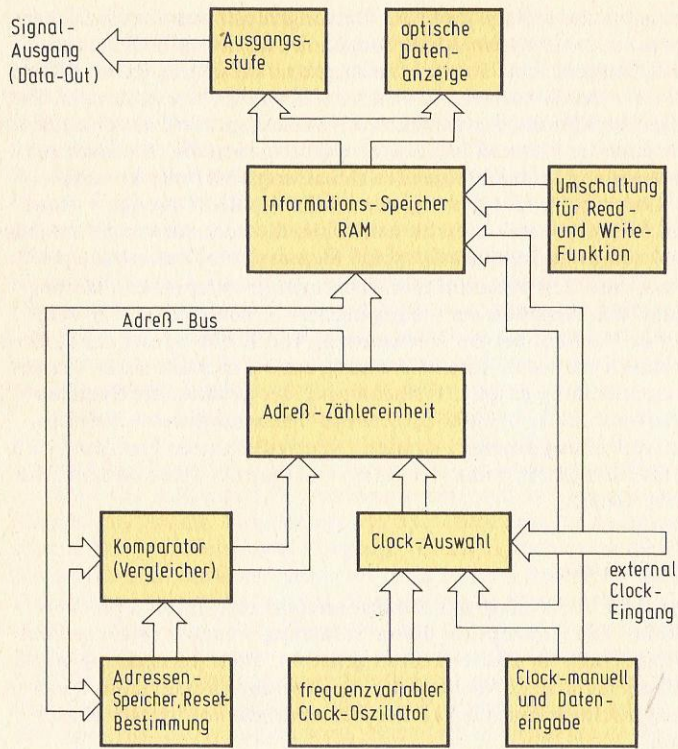 Signal-
Ausgang
(Data-Out)
Ausgangs-
stufe
optische
Daten-
anzeige
Informations-Speicher
RAM
Umschaltung
für Read-
und Write-
Funktion
Adreß-Bus
Adreß-Zählereinheit
Komparator
(Vergleicher)
Clock-Auswahl
external
Clock-
Eingang
Adressen-
Speicher, Reset-
Bestimmung
frequenzvariabler
Clock-Oszillator
Clock-manuell
und Daten-
eingabe